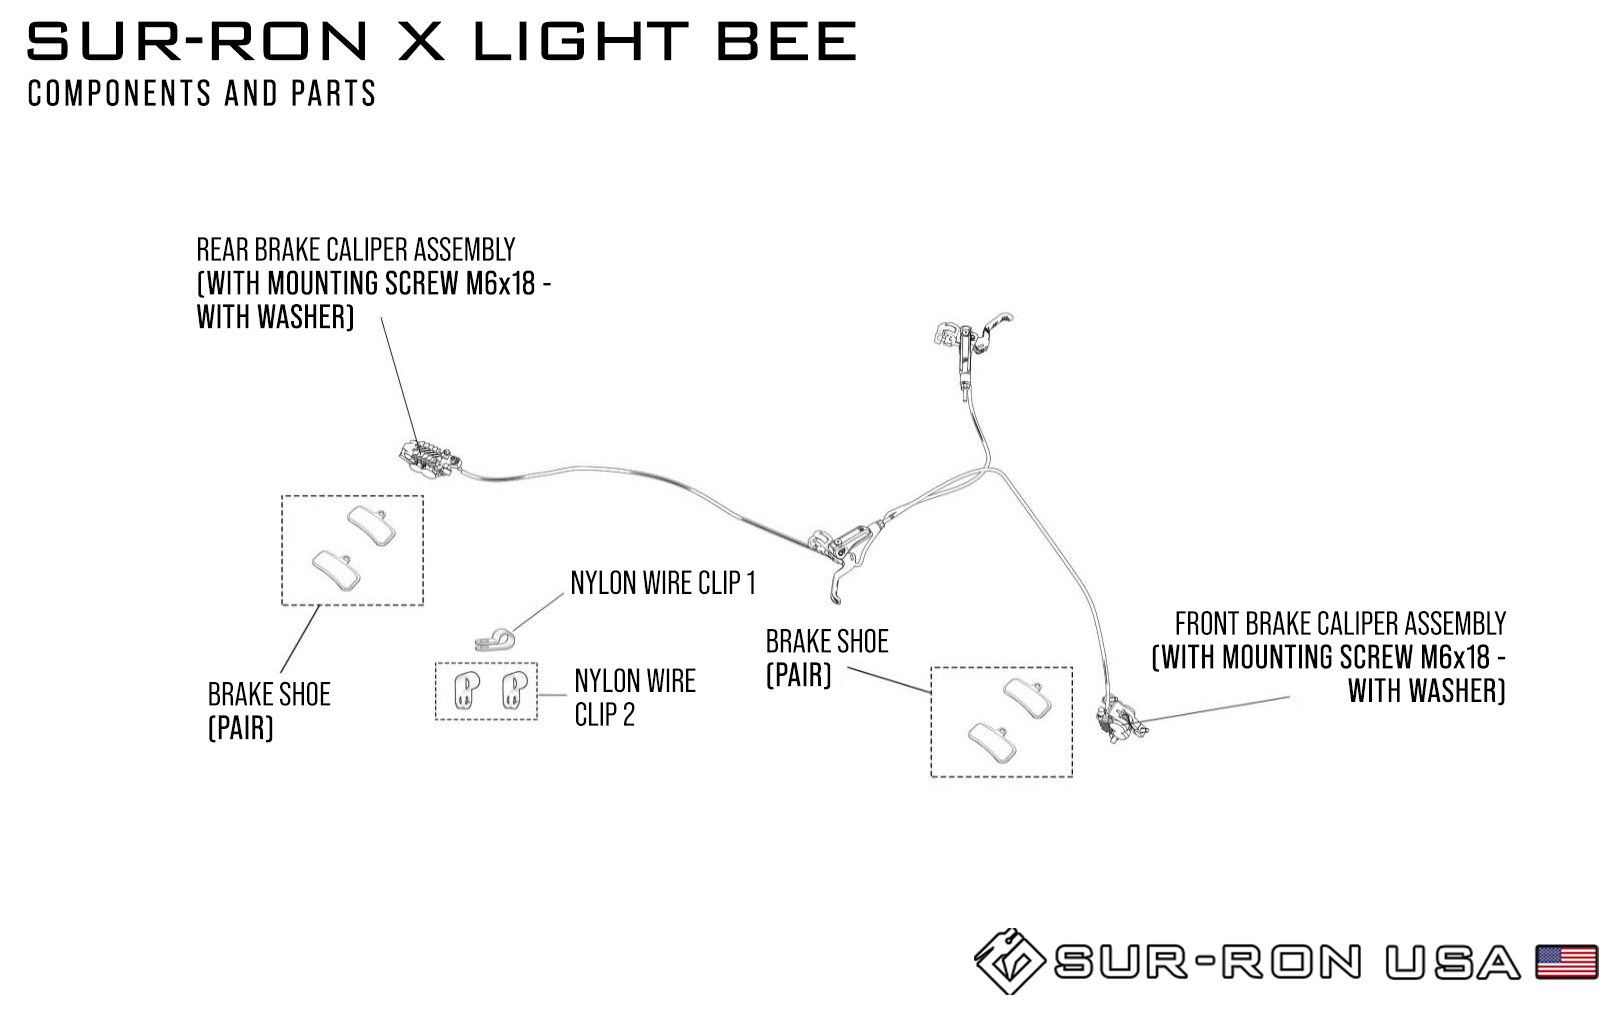 SUR-RON X LIGHT BEE
COMPONENTS AND PARTS
REAR BRAKE CALIPER ASSEMBLY
(WITH MOUNTING SCREW M6x18 -
WITH WASHER)
NYLON WIRE CLIP 1
BRAKE SHOE
(PAIR)
NYLON WIRE
CLIP 2
BRAKE SHOE
(PAIR)
FRONT BRAKE CALIPER ASSEMBLY
(WITH MOUNTING SCREW M6x18 -
WITH WASHER)
SUR-RON USA